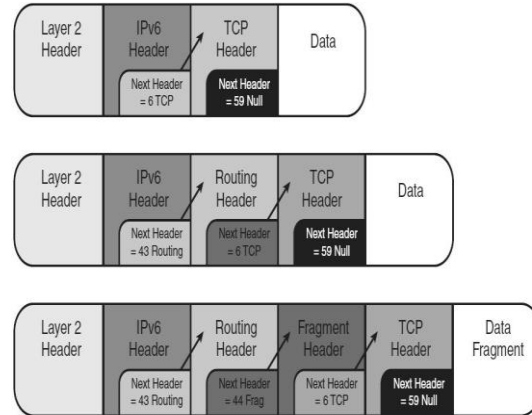 Layer 2 Header
IPv6 Header
TCP Header
Data
Next Header = 6 TCP
Next Header = 59 Null
Layer 2 Header
IPv6 Header
Routing Header
TCP Header
Data
Next Header = 43 Routing
Next Header = 6 TCP
Next Header = 59 Null
Layer 2 Header
IPv6 Header
Routing Header
Fragment Header
TCP Header
Data Fragment
Next Header = 43 Routing
Next Header = 44 Frag
Next Header = 6 TCP
Next Header = 59 Null